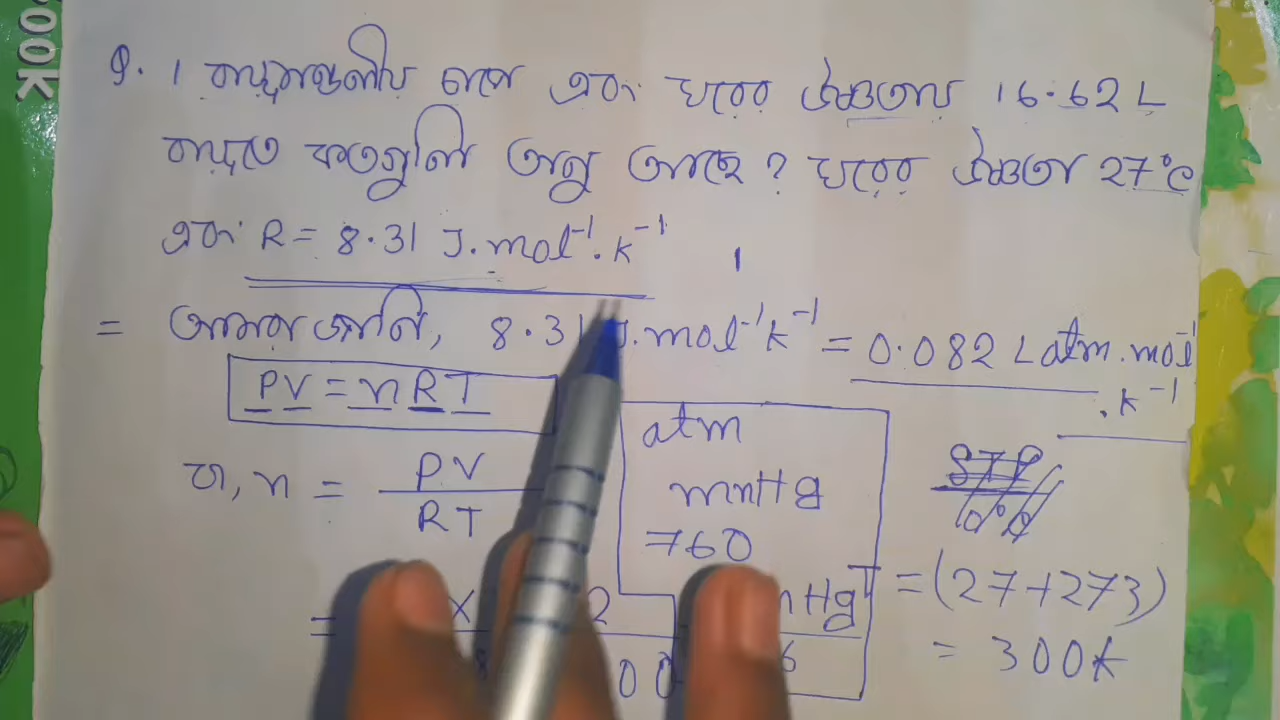 OOK
Q. 1 বায়ুমণ্ডলীয় চাপে এবং ঘরের উষ্ণতায় 16.62 L
বায়ুতে কতগুলি অনু আছে? ঘরের উষ্ণতা 27°C
এবং R = 8.31 J.mol⁻¹.K⁻¹
= আমরা জানি, 8.31 J.mol⁻¹K⁻¹ = 0.082 L atm.mol⁻¹
.K⁻¹
PV = nRT
atm
বা, n = PV / RT
mmHg
=760
T = (27+273)
= 300K